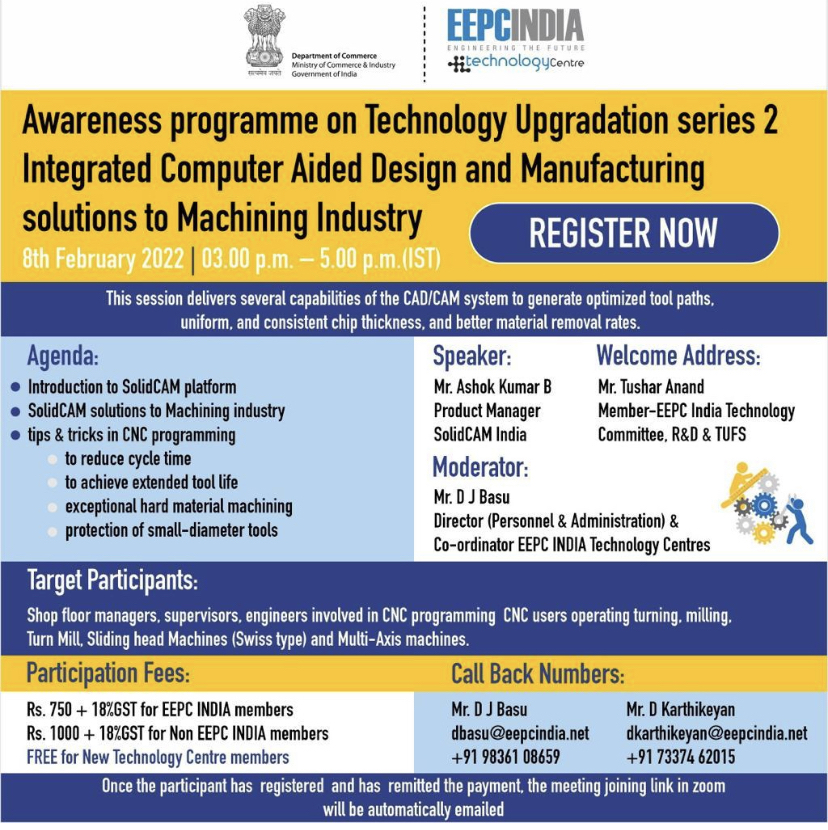 सत्यमेव जयते
Department of Commerce
Ministry of Commerce & Industry
Government of India
EEPCINDIA
ENGINEERING THE FUTURE
technologycentre
Awareness programme on Technology Upgradation series 2
Integrated Computer Aided Design and Manufacturing
solutions to Machining Industry
REGISTER NOW
8th February 2022 | 03.00 p.m. – 5.00 p.m.(IST)
This session delivers several capabilities of the CAD/CAM system to generate optimized tool paths,
uniform, and consistent chip thickness, and better material removal rates.
Agenda:
Introduction to SolidCAM platform
SolidCAM solutions to Machining industry
tips & tricks in CNC programming
to reduce cycle time
to achieve extended tool life
exceptional hard material machining
protection of small-diameter tools
Speaker:
Mr. Ashok Kumar B
Product Manager
SolidCAM India
Welcome Address:
Mr. Tushar Anand
Member-EEPC India Technology
Committee, R&D & TUFS
Moderator:
Mr. D J Basu
Director (Personnel & Administration) &
Co-ordinator EEPC INDIA Technology Centres
Target Participants:
Shop floor managers, supervisors, engineers involved in CNC programming CNC users operating turning, milling,
Turn Mill, Sliding head Machines (Swiss type) and Multi-Axis machines.
Participation Fees:
Rs. 750 + 18%GST for EEPC INDIA members
Rs. 1000 + 18%GST for Non EEPC INDIA members
FREE for New Technology Centre members
Call Back Numbers:
Mr. D J Basu
dbasu@eepcindia.net
+91 98361 08659
Mr. D Karthikeyan
dkarthikeyan@eepcindia.net
+91 73374 62015
Once the participant has registered and has remitted the payment, the meeting joining link in zoom
will be automatically emailed